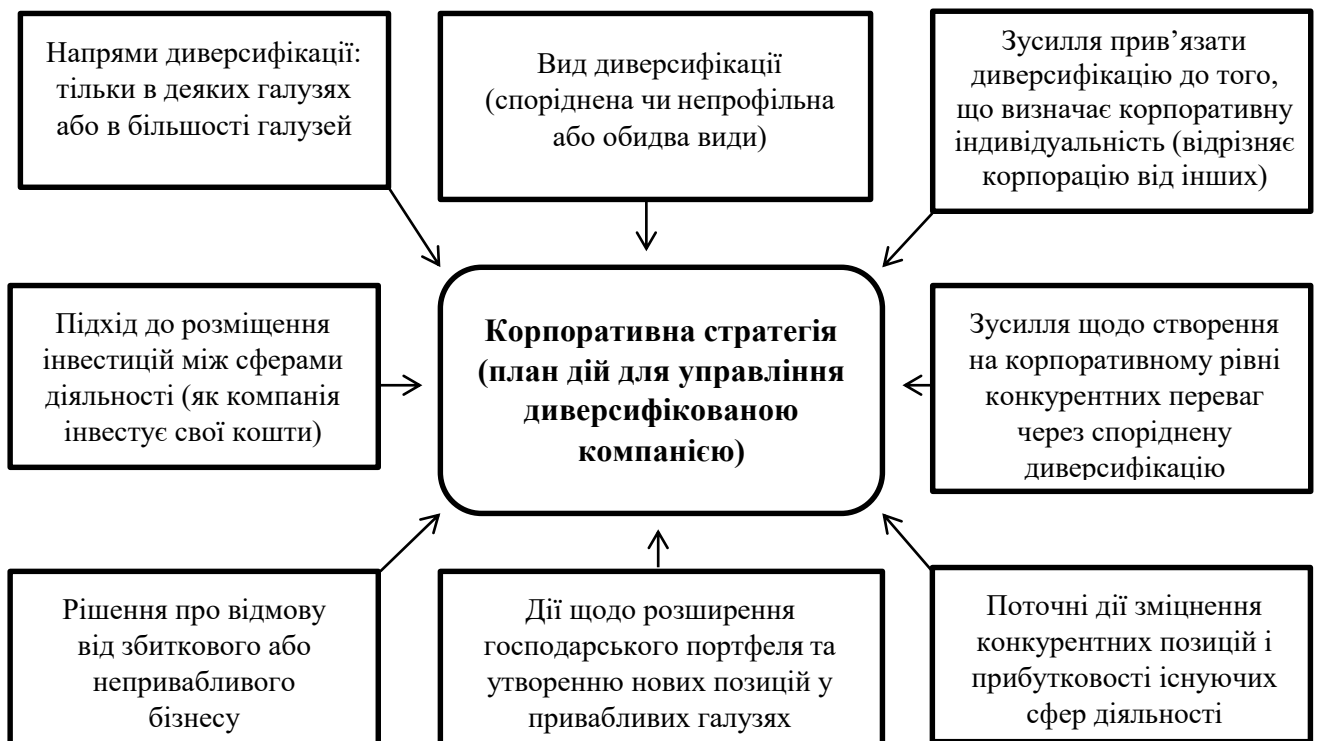 Напрями диверсифікації:
тільки в деяких галузях
або в більшості галузей
Вид диверсифікації
(споріднена чи непрофільна
або обидва види)
Зусилля прив’язати
диверсифікацію до того,
що визначає корпоративну
індивідуальність (відрізняє
корпорацію від інших)
Підхід до розміщення
інвестицій між сферами
діяльності (як компанія
інвестує свої кошти)
Корпоративна стратегія
(план дій для управління
диверсифікованою
компанією)
Зусилля щодо створення
на корпоративному рівні
конкурентних переваг
через споріднену
диверсифікацію
Рішення про відмову
від збиткового або
непривабливого
бізнесу
Дії щодо розширення
господарського портфеля та
утворенню нових позицій у
привабливих галузях
Поточні дії зміцнення
конкурентних позицій і
прибутковості існуючих
сфер діяльності